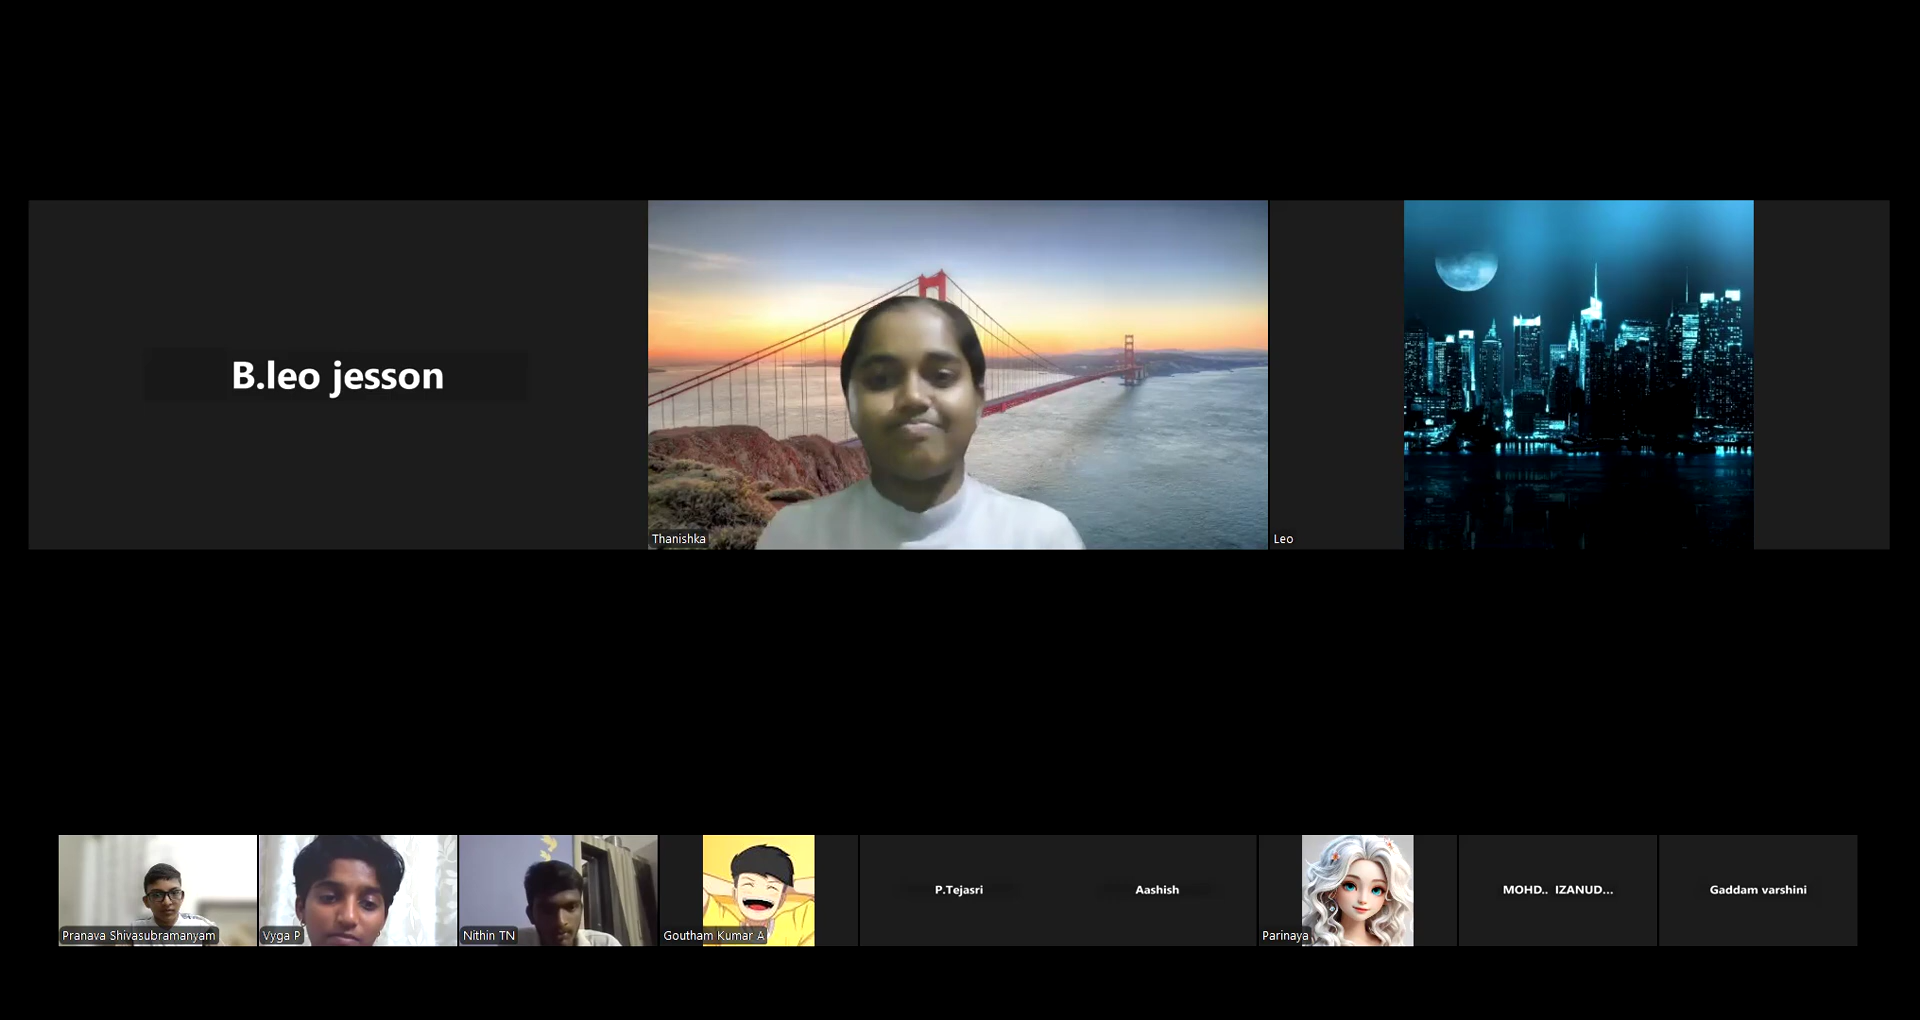 B.leo jesson
Thanishka
Leo
Pranava Shivasubramanyam
Vyga P
Nithin TN
Goutham Kumar A
P.Tejasri
Aashish
Parinaya
MOHD.. IZANUD...
Gaddam varshini